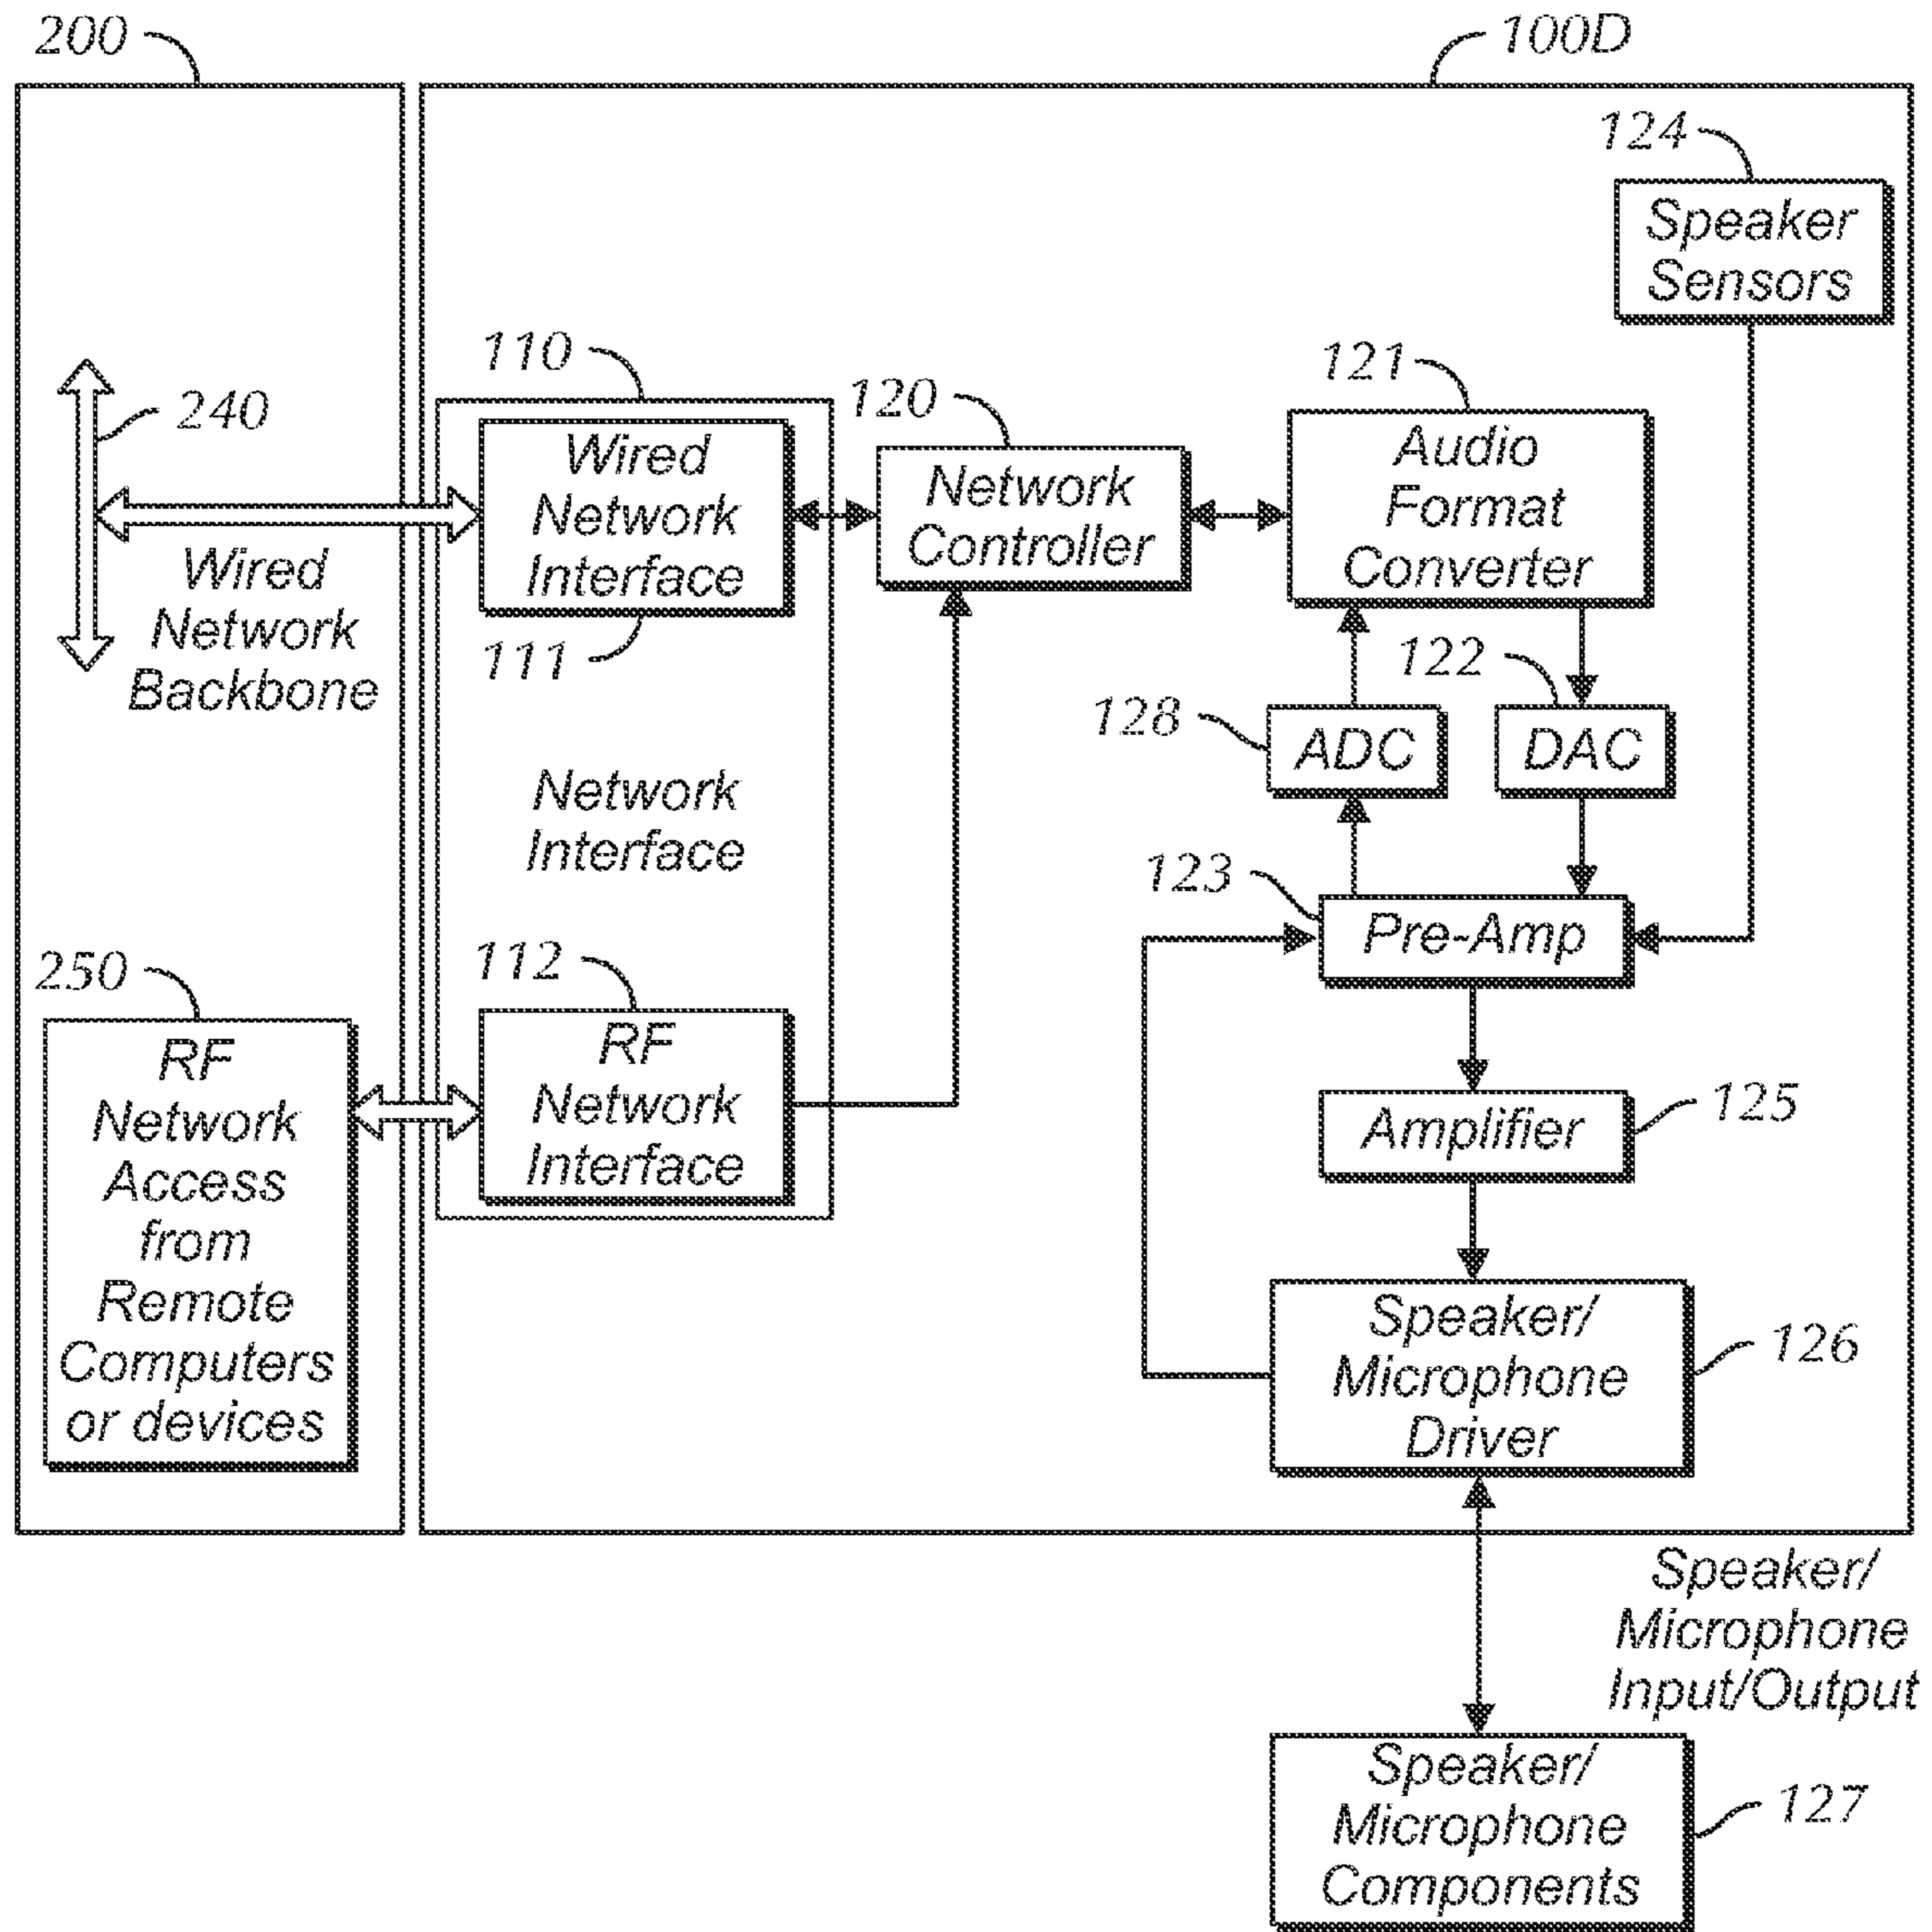 200
100D
124
Speaker
Sensors
110
120
121
240
Wired
Network
Interface
111
Network
Controller
Audio
Format
Converter
Wired
Network
Backbone
122
128
ADC
DAC
Network
Interface
123
Pre-Amp
250
RF
Network
Access
from
Remote
Computers
or devices
112
RF
Network
Interface
Amplifier
125
Speaker/
Microphone
Driver
126
Speaker/
Microphone
Input/Output
Speaker/
Microphone
Components
127